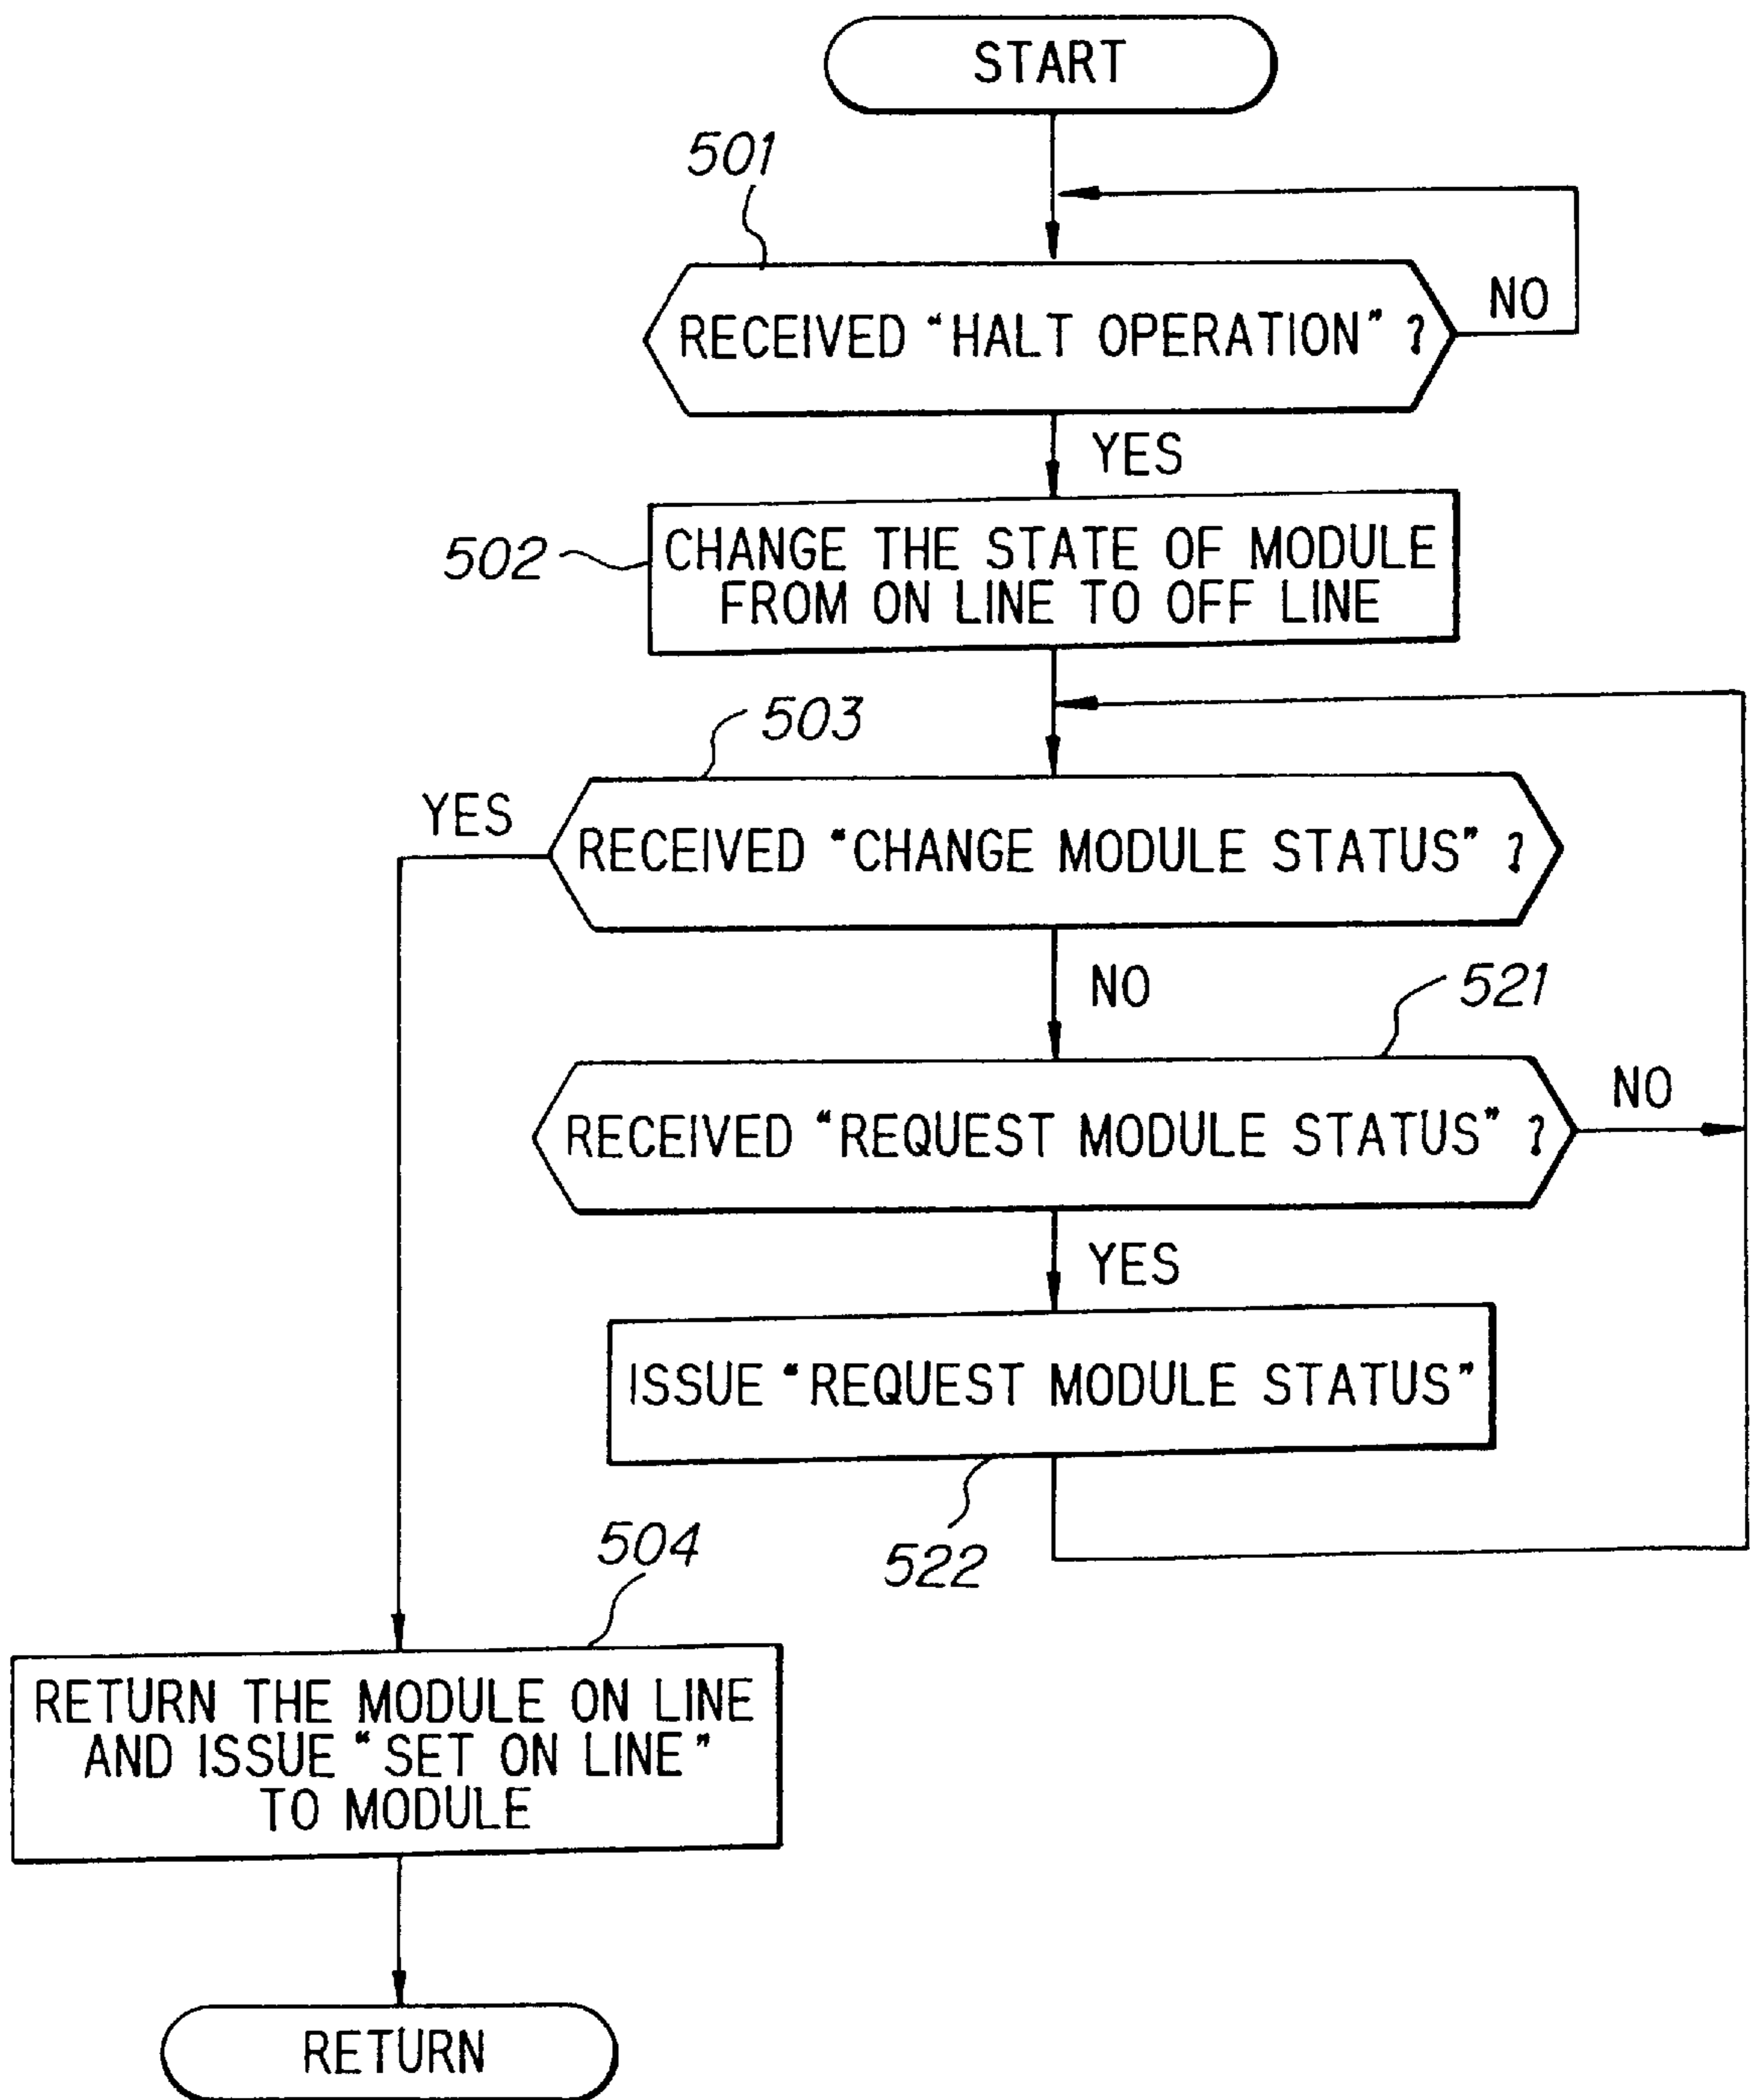 START
501
RECEIVED "HALT OPERATION" ?
NO
YES
502
CHANGE THE STATE OF MODULE
FROM ON LINE TO OFF LINE
503
YES
RECEIVED "CHANGE MODULE STATUS" ?
NO
521
RECEIVED "REQUEST MODULE STATUS" ?
NO
YES
ISSUE "REQUEST MODULE STATUS"
522
504
RETURN THE MODULE ON LINE
AND ISSUE "SET ON LINE"
TO MODULE
RETURN